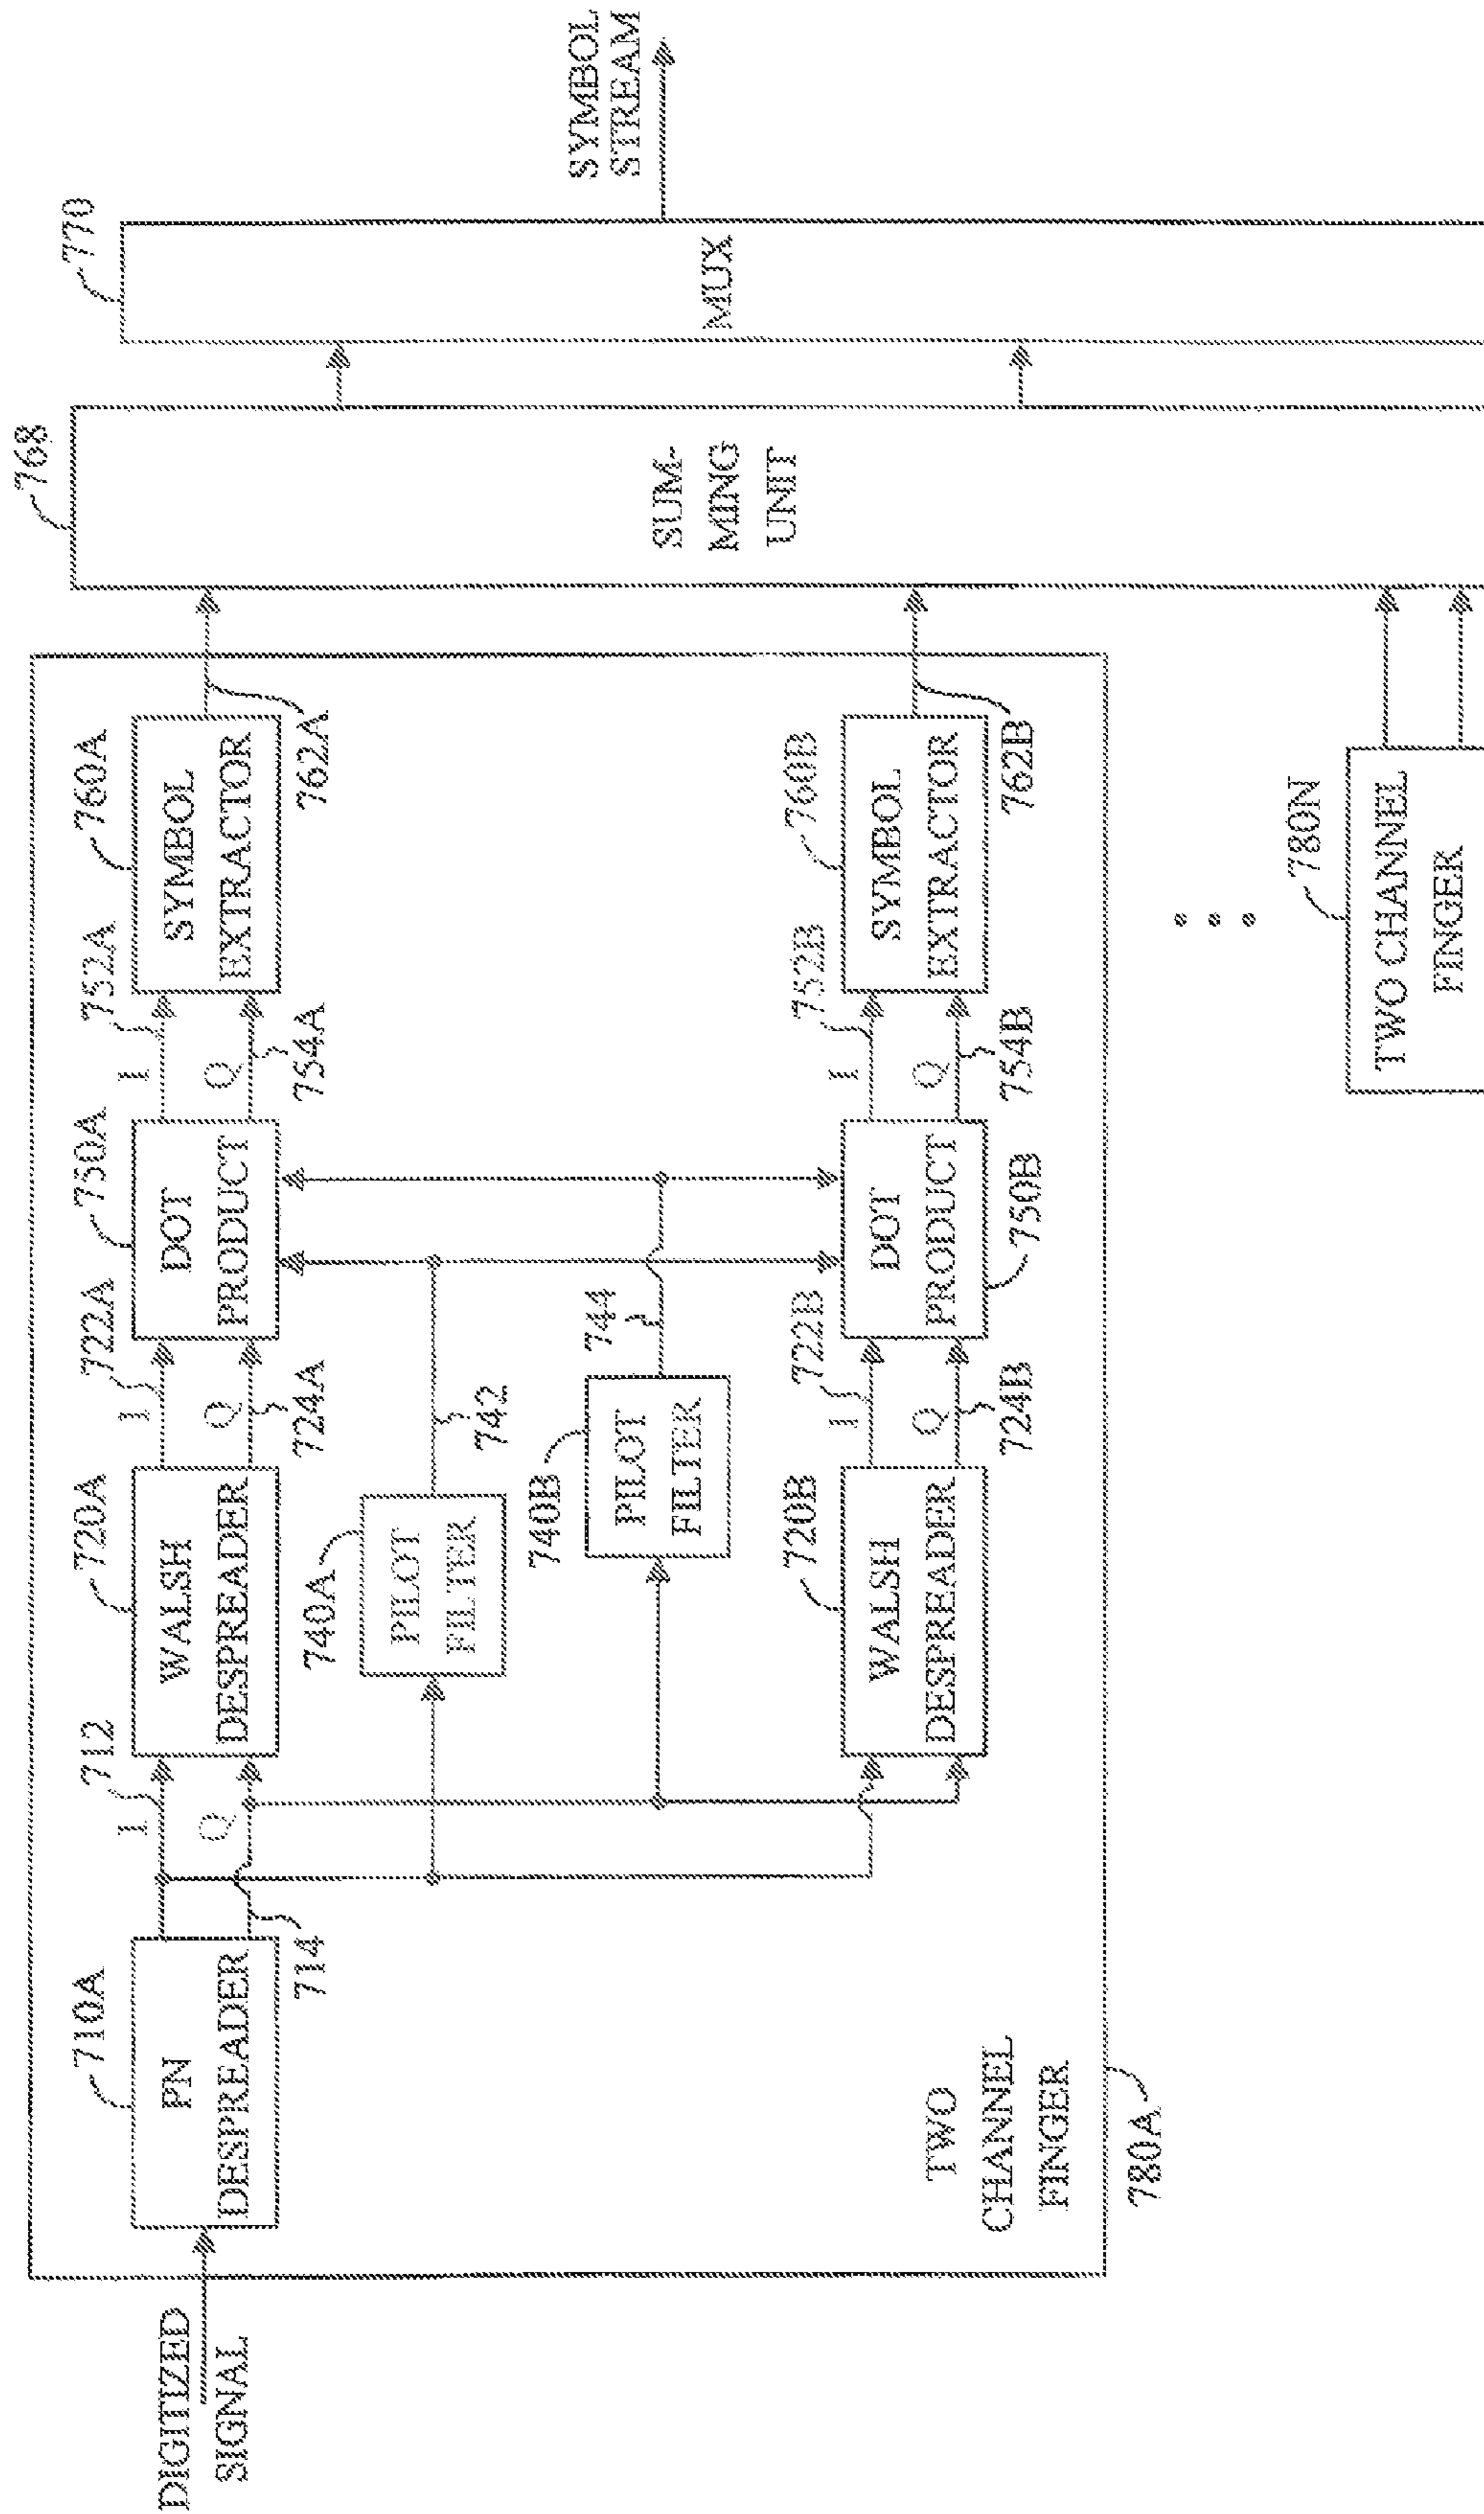 DIGITIZED
SIGNAL
710A
PN
DESPREADER
I
712
Q
714
720A
WALSH
DESPREADER
I
722A
Q
724A
750A
DOT
PRODUCT
I
752A
Q
754A
760A
SYMBOL
EXTRACTOR
762A
768
SUM-
MING
UNIT
770
MUX
SYMBOL
STREAM
740A
PILOT
FILTER
742
740B
PILOT
FILTER
744
720B
WALSH
DESPREADER
I
722B
Q
724B
DOT
PRODUCT
750B
I
752B
Q
754B
760B
SYMBOL
EXTRACTOR
762B
TWO
CHANNEL
FINGER
780A
780N
TWO CHANNEL
FINGER